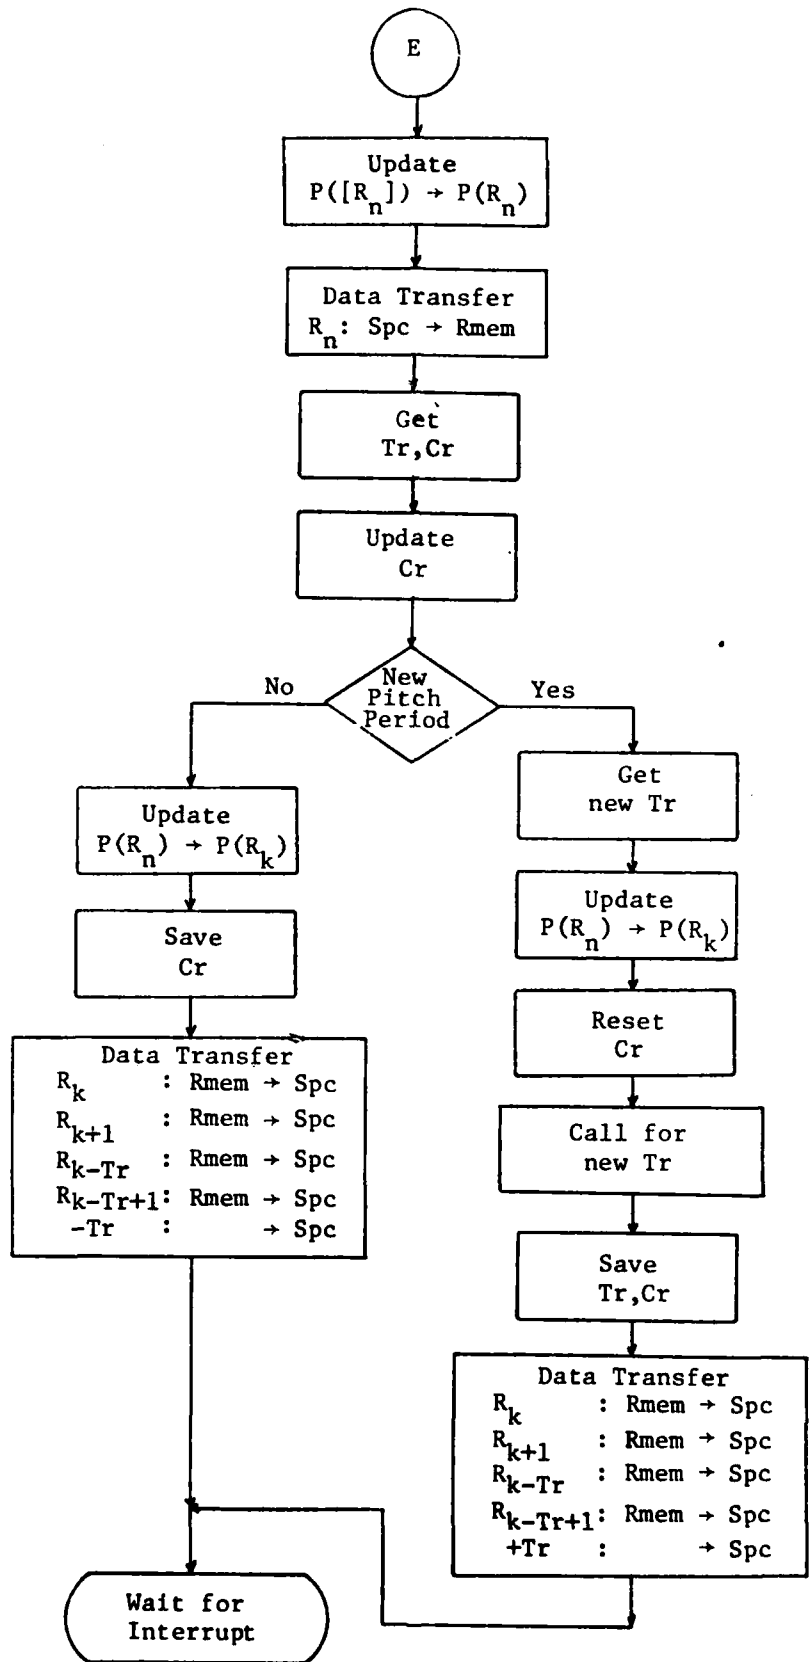 E
Update
P([Rₙ]) → P(Rₙ)
Data Transfer
Rₙ: Spc → Rmem
Get
Tr,Cr
Update
Cr
New
Pitch
Period
No
Yes
Update
P(Rₙ) → P(Rₖ)
Save
Cr
Data Transfer
Rₖ : Rmem → Spc
Rₖ₊₁ : Rmem → Spc
R_{k-Tr} : Rmem → Spc
R_{k-Tr+1}: Rmem → Spc
-Tr : → Spc
Get
new Tr
Update
P(Rₙ) → P(Rₖ)
Reset
Cr
Call for
new Tr
Save
Tr,Cr
Data Transfer
Rₖ : Rmem → Spc
Rₖ₊₁ : Rmem → Spc
R_{k-Tr} : Rmem → Spc
R_{k-Tr+1}: Rmem → Spc
+Tr : → Spc
Wait for
Interrupt